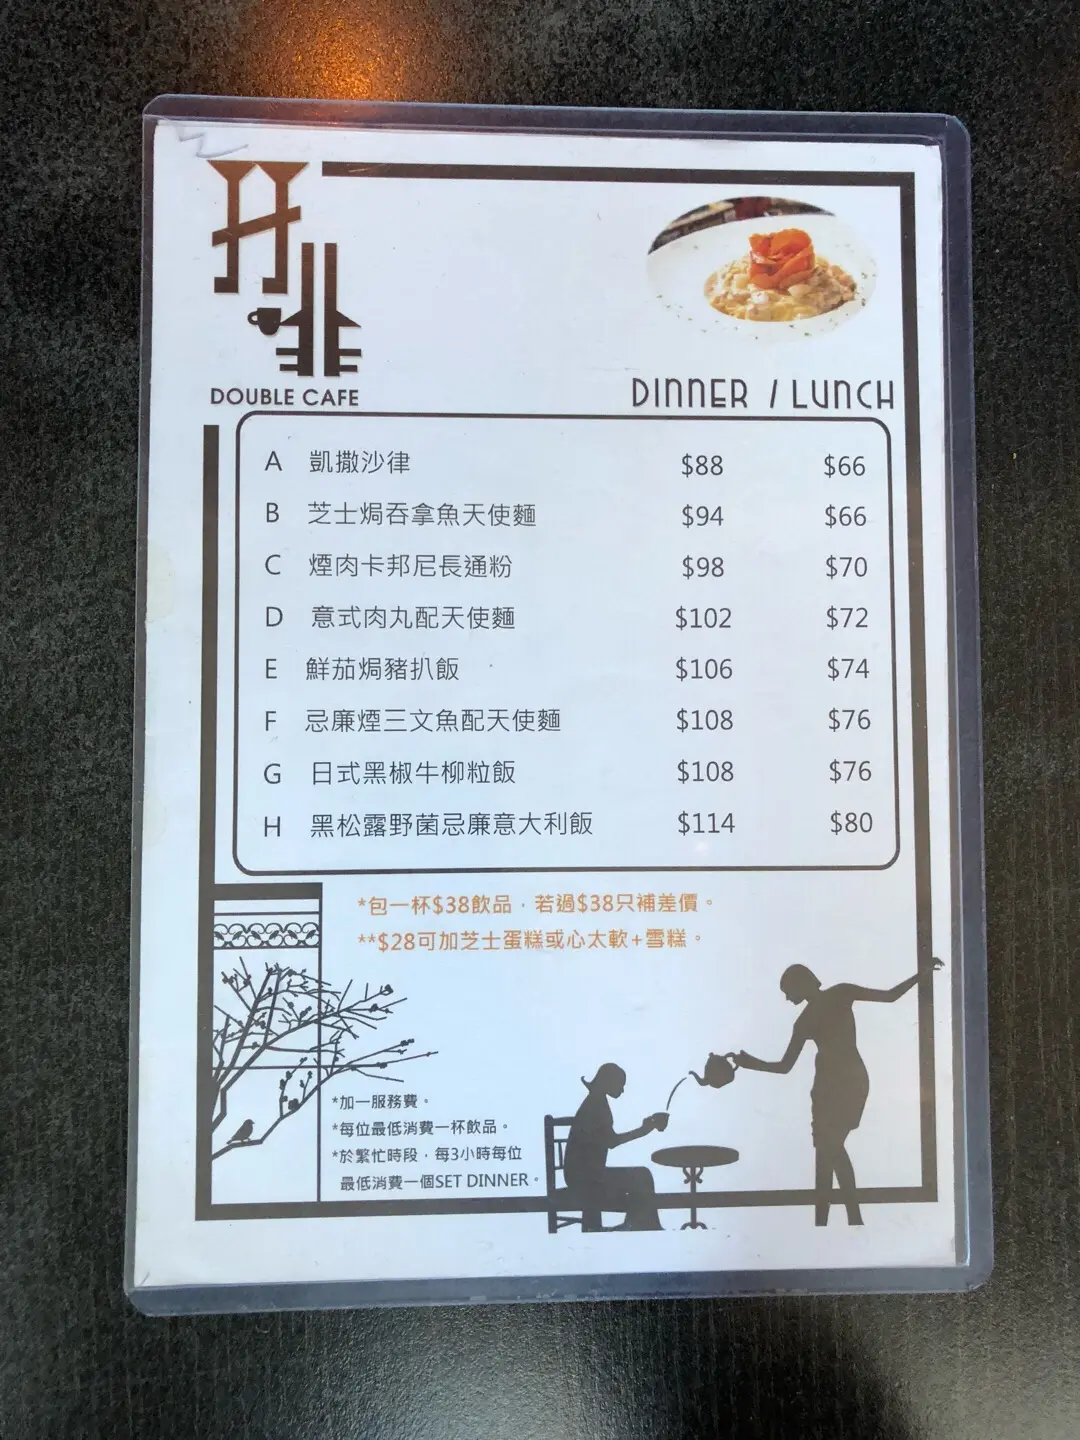 DOUBLE CAFE
DINNER / LUNCH
A 凱撒沙律 $88 $66
B 芝士焗吞拿魚天使麵 $94 $66
C 煙肉卡邦尼長通粉 $98 $70
D 意式肉丸配天使麵 $102 $72
E 鮮茄焗豬扒飯 $106 $74
F 忌廉煙三文魚配天使麵 $108 $76
G 日式黑椒牛柳粒飯 $108 $76
H 黑松露野菌忌廉意大利飯 $114 $80
*包一杯$38飲品，若過$38只補差價。
**$28可加芝士蛋糕或心太軟+雪糕。
*加一服務費。
*每位最低消費一杯飲品。
*於繁忙時段，每3小時每位
最低消費一個SET DINNER。